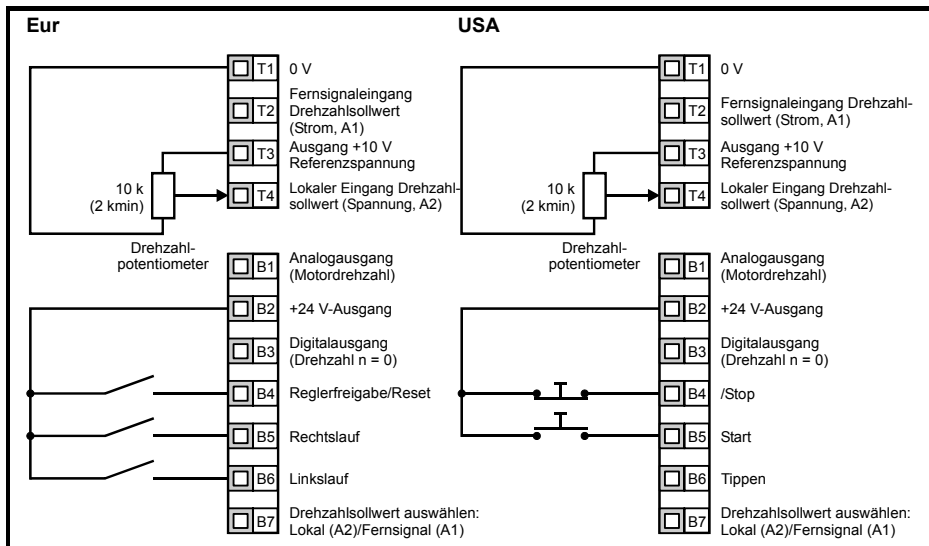 Eur
T1 0 V
T2 Fernsignaleingang
Drehzahlsollwert
(Strom, A1)
T3 Ausgang +10 V
Referenzspannung
10 k
(2 kmin)
T4 Lokaler Eingang Drehzahl-
sollwert (Spannung, A2)
Drehzahl-
potentiometer
B1 Analogausgang
(Motordrehzahl)
B2 +24 V-Ausgang
B3 Digitalausgang
(Drehzahl n = 0)
B4 Reglerfreigabe/Reset
B5 Rechtslauf
B6 Linkslauf
B7 Drehzahlsollwert auswählen:
Lokal (A2)/Fernsignal (A1)
USA
T1 0 V
T2 Fernsignaleingang Drehzahl-
sollwert (Strom, A1)
T3 Ausgang +10 V
Referenzspannung
10 k
(2 kmin)
T4 Lokaler Eingang Drehzahl-
sollwert (Spannung, A2)
Drehzahl-
potentiometer
B1 Analogausgang
(Motordrehzahl)
B2 +24 V-Ausgang
B3 Digitalausgang
(Drehzahl n = 0)
B4 /Stop
B5 Start
B6 Tippen
B7 Drehzahlsollwert auswählen:
Lokal (A2)/Fernsignal (A1)